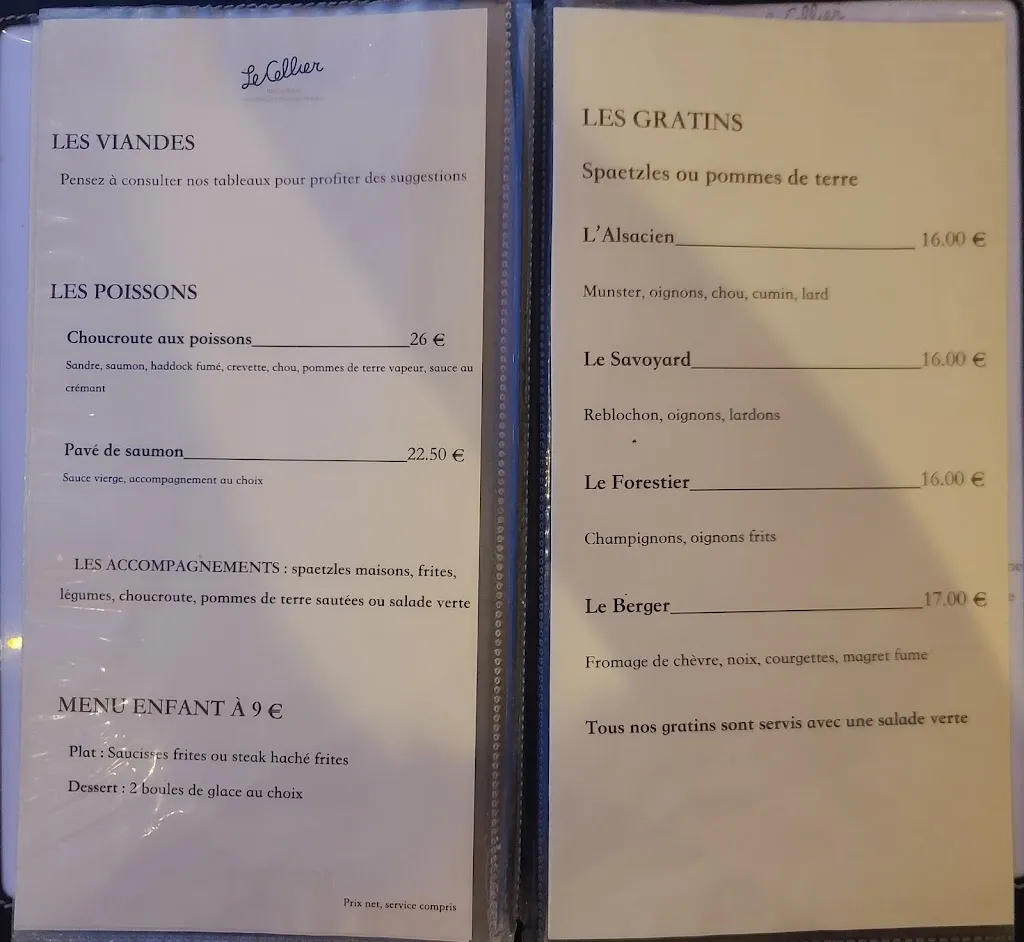 Le Cellier
LES VIANDES
Pensez à consulter nos tableaux pour profiter des suggestions
LES POISSONS
Choucroute aux poissons 26 €
Sandre, saumon, haddock fumé, crevette, chou, pommes de terre vapeur, sauce au
crémant
Pavé de saumon 22.50 €
Sauce vierge, accompagnement au choix
LES ACCOMPAGNEMENTS : spaetzles maisons, frites,
légumes, choucroute, pommes de terre sautées ou salade verte
MENU ENFANT À 9 €
Plat : Saucisses frites ou steak haché frites
Dessert : 2 boules de glace au choix
Prix net, service compris
LES GRATINS
Spaetzles ou pommes de terre
L'Alsacien 16.00 €
Munster, oignons, chou, cumin, lard
Le Savoyard 16.00 €
Reblochon, oignons, lardons
Le Forestier 16.00 €
Champignons, oignons frits
Le Berger 17.00 €
Fromage de chèvre, noix, courgettes, magret fume
Tous nos gratins sont servis avec une salade verte